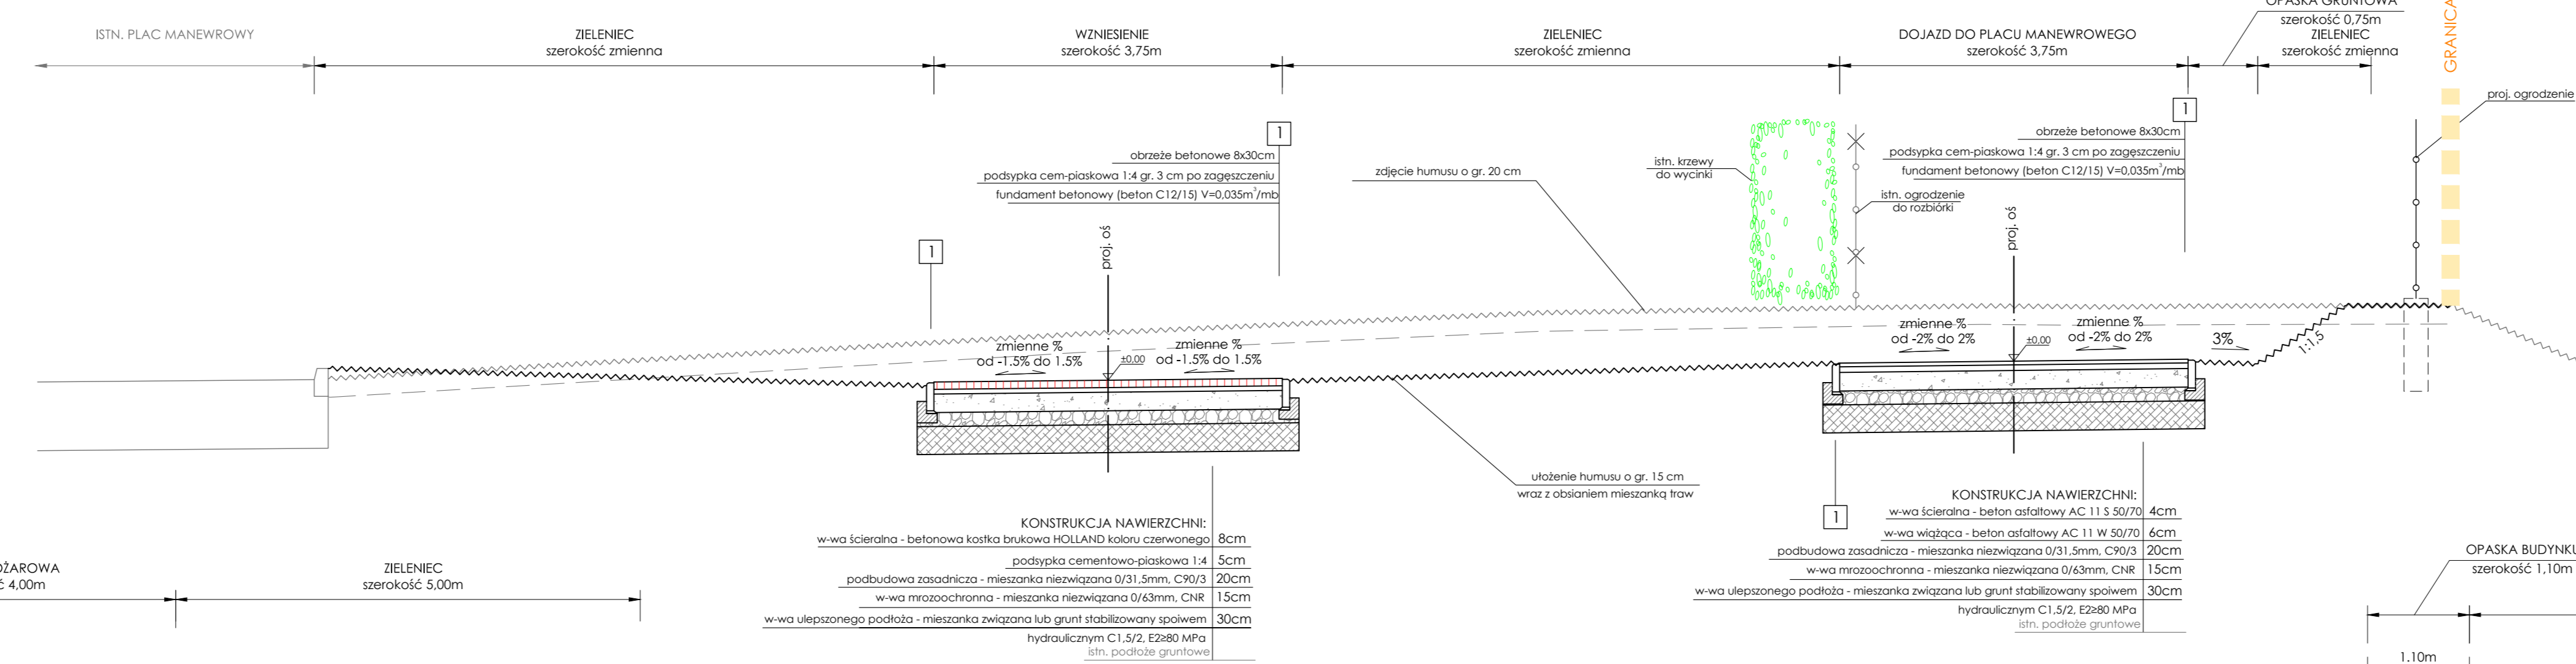 ISTN. PLAC MANEWROWY
ZIELENIEC
szerokość zmienna
WZNIESIENIE
szerokość 3,75m
ZIELENIEC
szerokość zmienna
DOJAZD DO PLACU MANEWROWEGO
szerokość 3,75m
OPASKA GRUNTOWA
szerokość 0,75m
ZIELENIEC
szerokość zmienna
GRANICA
proj. ogrodzenie
1
obrzeże betonowe 8x30cm
podsypka cem-piaskowa 1:4 gr. 3 cm po zagęszczeniu
fundament betonowy (beton C12/15) V=0,035m³/mb
1
proj. oś
zdjęcie humusu o gr. 20 cm
istn. krzewy
do wycinki
istn. ogrodzenie
do rozbiórki
1
obrzeże betonowe 8x30cm
podsypka cem-piaskowa 1:4 gr. 3 cm po zagęszczeniu
fundament betonowy (beton C12/15) V=0,035m³/mb
proj. oś
zmienne %
od -1.5% do 1.5%
±0,00
zmienne %
od -1.5% do 1.5%
zmienne %
od -2% do 2%
±0,00
zmienne %
od -2% do 2%
3%
1:1,5
ułożenie humusu o gr. 15 cm
wraz z obsianiem mieszanką traw
1
KONSTRUKCJA NAWIERZCHNI:
w-wa ścieralna - betonowa kostka brukowa HOLLAND koloru czerwonego 8cm
podsypka cementowo-piaskowa 1:4 5cm
podbudowa zasadnicza - mieszanka niezwiązana 0/31,5mm, C90/3 20cm
w-wa mrozoochronna - mieszanka niezwiązana 0/63mm, CNR 15cm
w-wa ulepszonego podłoża - mieszanka związana lub grunt stabilizowany spoiwem 30cm
hydraulicznym C1,5/2, E2≥80 MPa
istn. podłoże gruntowe
KONSTRUKCJA NAWIERZCHNI:
w-wa ścieralna - beton asfaltowy AC 11 S 50/70 4cm
w-wa wiążąca - beton asfaltowy AC 11 W 50/70 6cm
podbudowa zasadnicza - mieszanka niezwiązana 0/31,5mm, C90/3 20cm
w-wa mrozoochronna - mieszanka niezwiązana 0/63mm, CNR 15cm
w-wa ulepszonego podłoża - mieszanka związana lub grunt stabilizowany spoiwem 30cm
hydraulicznym C1,5/2, E2≥80 MPa
istn. podłoże gruntowe
4,00m
ZIELENIEC
szerokość 5,00m
OPASKA BUDYNKU
szerokość 1,10m
1.10m